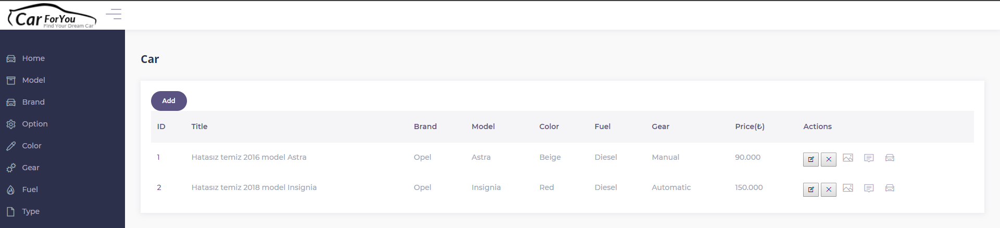 Car ForYou
Find Your Dream Car
Home
Model
Brand
Option
Color
Gear
Fuel
Type
Car
Add
ID Title Brand Model Color Fuel Gear Price(₺) Actions
1 Hatasız temiz 2016 model Astra Opel Astra Beige Diesel Manual 90.000
2 Hatasız temiz 2018 model Insignia Opel Insignia Red Diesel Automatic 150.000